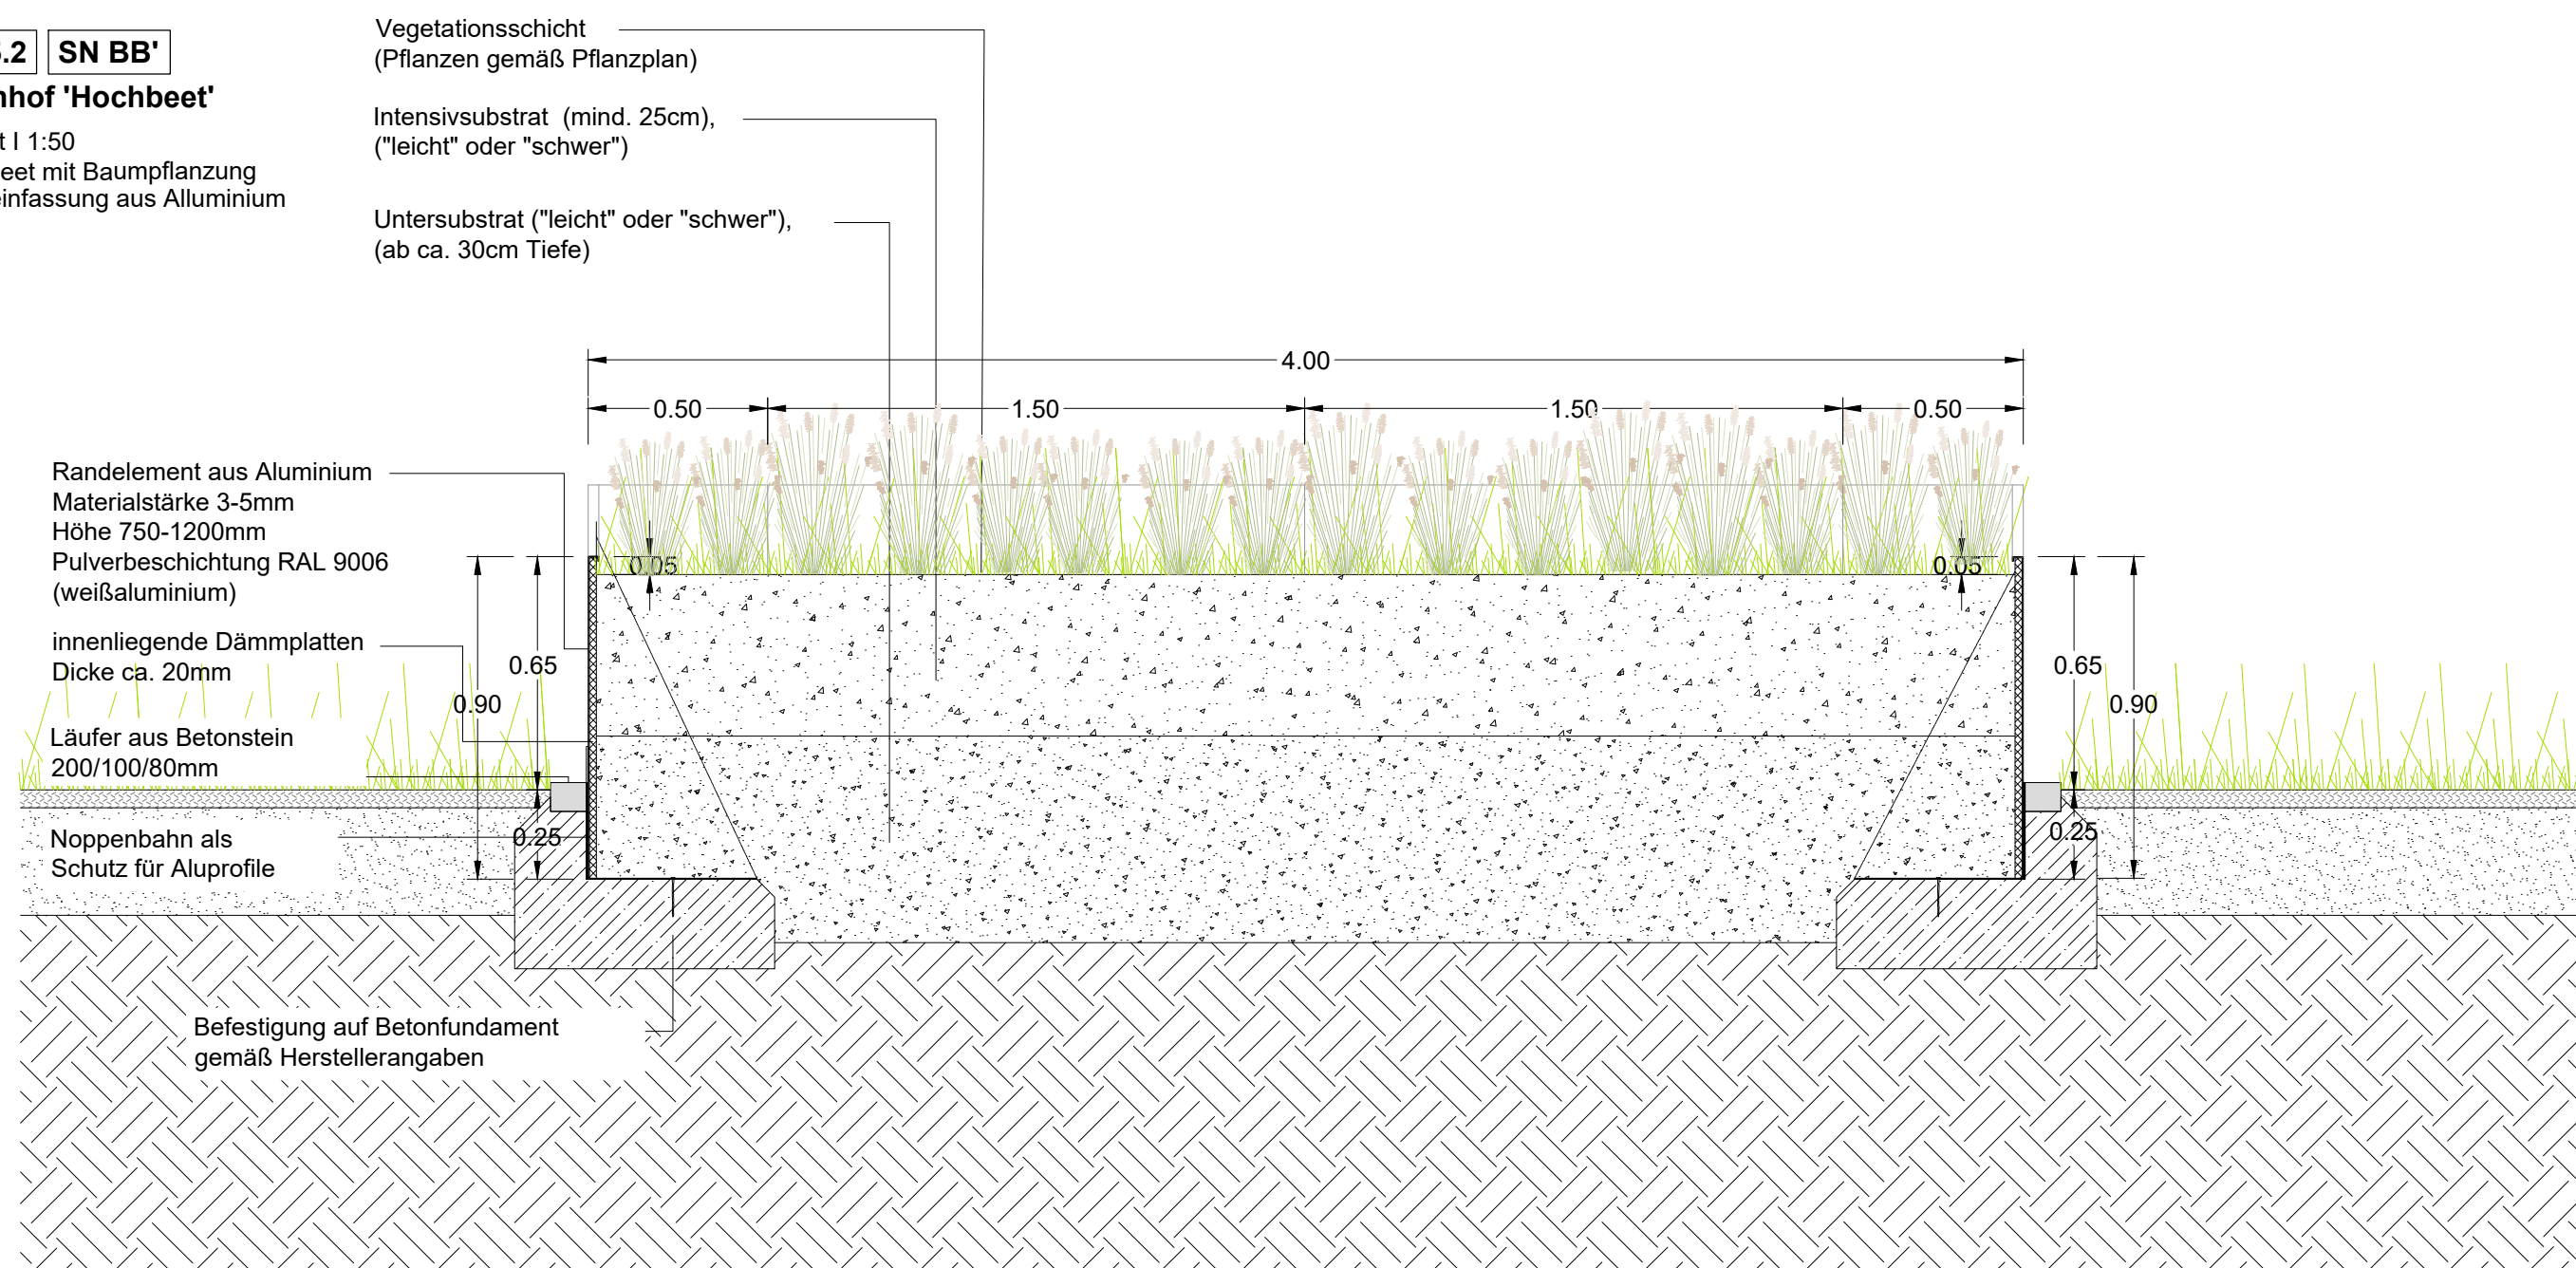 .2
SN BB'
hof 'Hochbeet'
t I 1:50
eet mit Baumpflanzung
einfassung aus Alluminium
Vegetationsschicht
(Pflanzen gemäß Pflanzplan)
Intensivsubstrat (mind. 25cm),
("leicht" oder "schwer")
Untersubstrat ("leicht" oder "schwer"),
(ab ca. 30cm Tiefe)
4.00
0.50
1.50
1.50
0.50
Randelement aus Aluminium
Materialstärke 3-5mm
Höhe 750-1200mm
Pulverbeschichtung RAL 9006
(weißaluminium)
0.05
0.05
innenliegende Dämmplatten
Dicke ca. 20mm
0.65
0.90
0.65
0.90
Läufer aus Betonstein
200/100/80mm
Noppenbahn als
Schutz für Aluprofile
0.25
0.25
Befestigung auf Betonfundament
gemäß Herstellerangaben